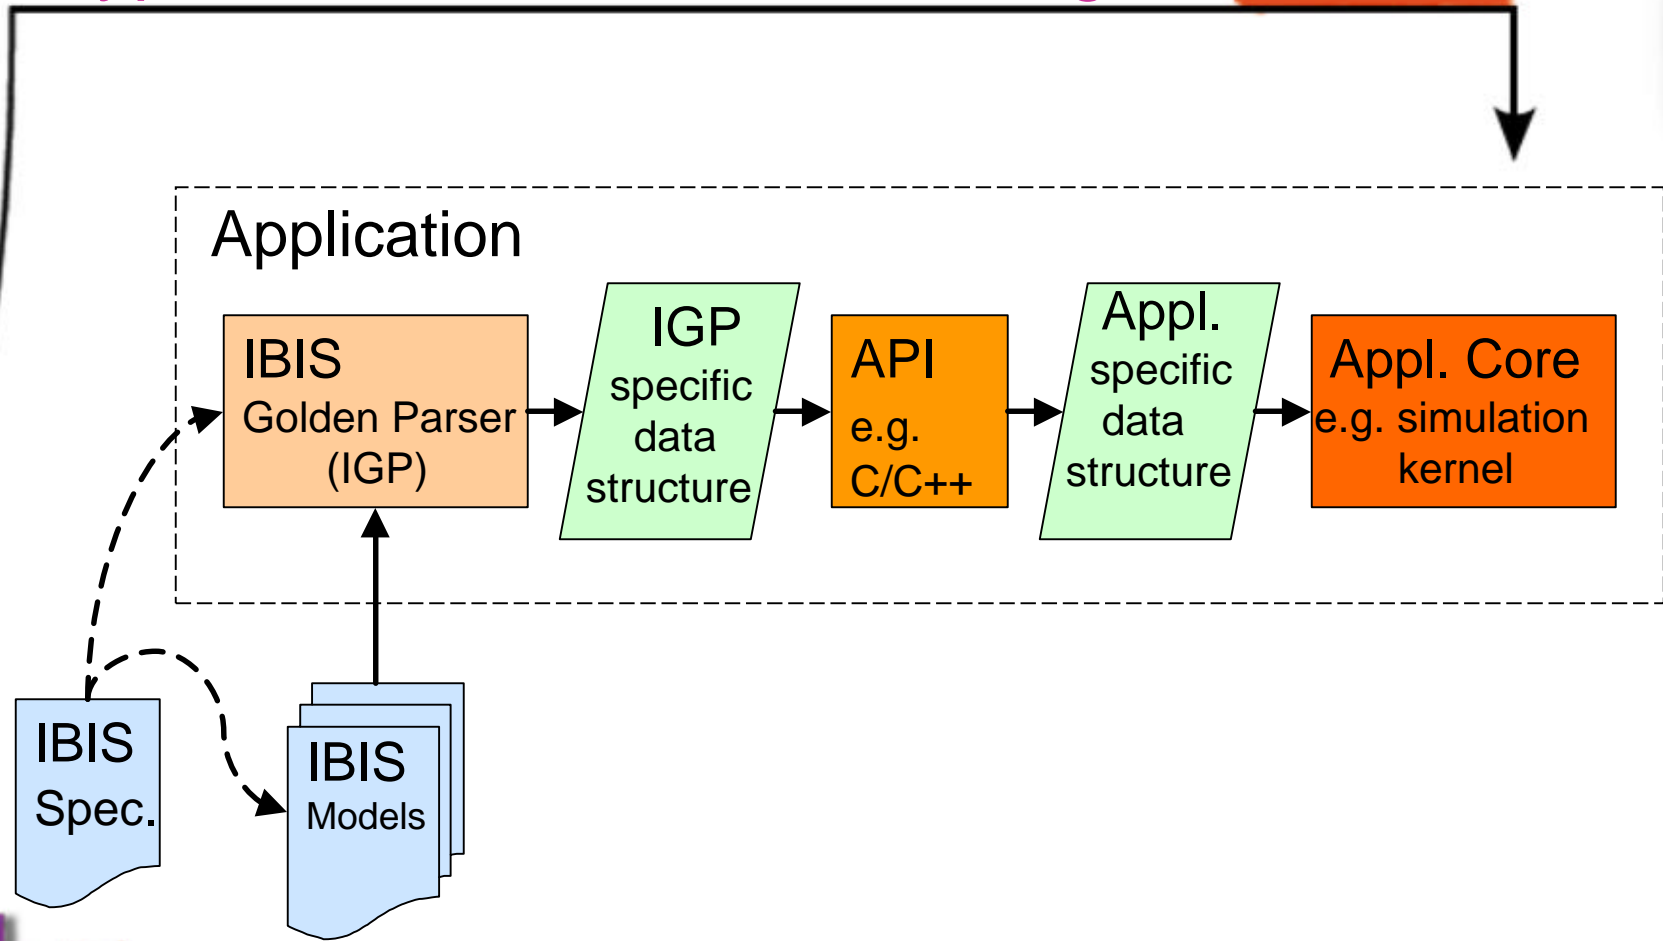 Application
IBIS
Golden Parser
(IGP)
IGP
specific
data
structure
API
e.g.
C/C++
Appl.
specific
data
structure
Appl. Core
e.g. simulation
kernel
IBIS
Spec.
IBIS
Models